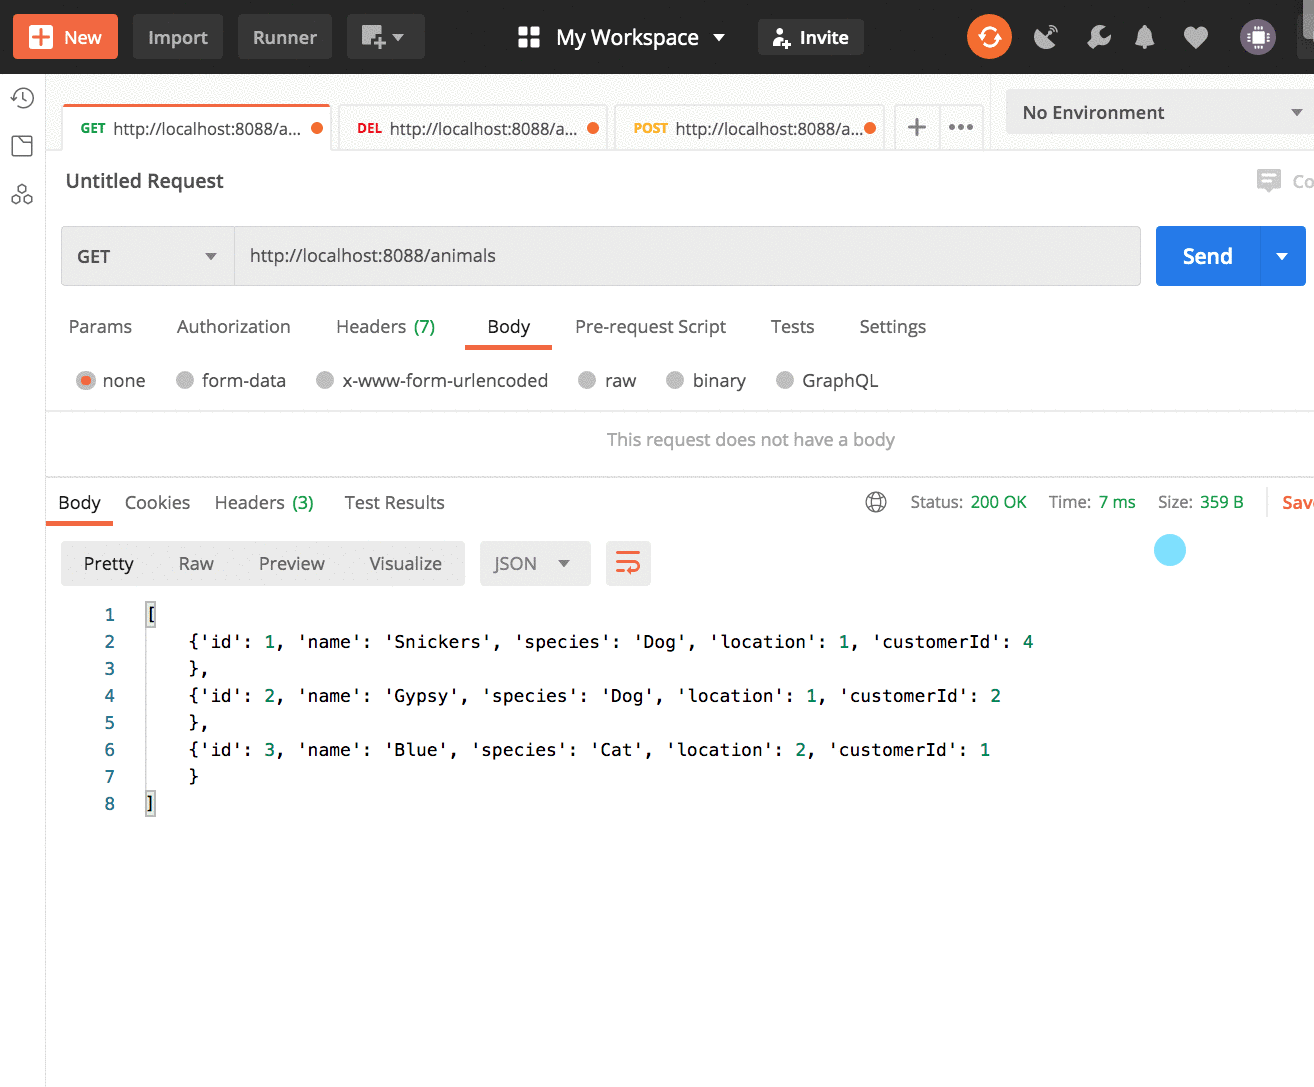 New Import Runner My Workspace Invite
GET http://localhost:8088/a... DEL http://localhost:8088/a... POST http://localhost:8088/a... No Environment
Untitled Request
GET http://localhost:8088/animals Send
Params Authorization Headers (7) Body Pre-request Script Tests Settings
none form-data x-www-form-urlencoded raw binary GraphQL
This request does not have a body
Body Cookies Headers (3) Test Results Status: 200 OK Time: 7 ms Size: 359 B
Pretty Raw Preview Visualize JSON
1 [
2 {'id': 1, 'name': 'Snickers', 'species': 'Dog', 'location': 1, 'customerId': 4
3 },
4 {'id': 2, 'name': 'Gypsy', 'species': 'Dog', 'location': 1, 'customerId': 2
5 },
6 {'id': 3, 'name': 'Blue', 'species': 'Cat', 'location': 2, 'customerId': 1
7 }
8 ]